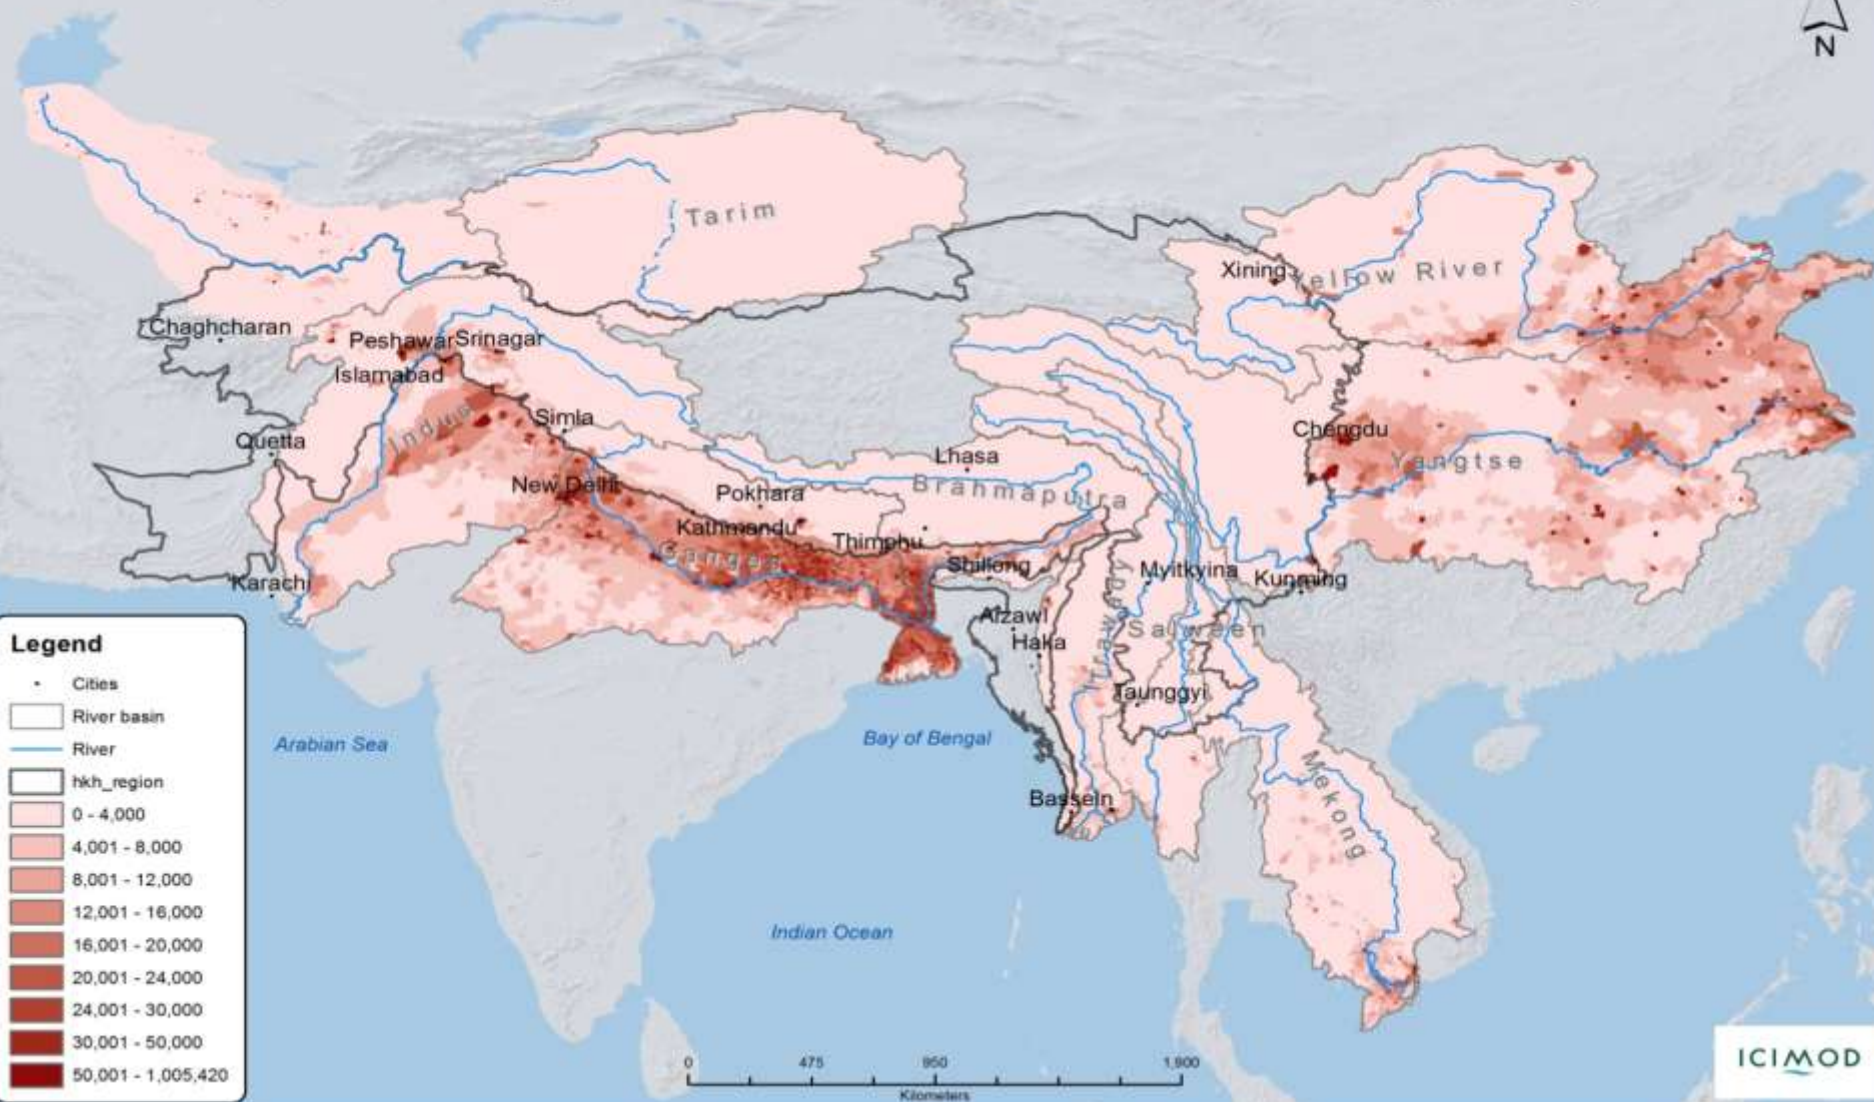 N
Tarim
Xining
Yellow River
Chaghcharan
Peshawar
Srinagar
Islamabad
Indus
Simla
Quetta
Chengdu
Yangtse
Lhasa
New Delhi
Pokhara
Brahmaputra
Kathmandu
Thimphu
Ganges
Shillong
Myitkyina
Kunming
Karachi
Aizawl
Haka
Irrawady
Salween
Taunggyi
Arabian Sea
Bay of Bengal
Mekong
Bassein
Indian Ocean
Legend
Cities
River basin
River
hkh_region
0 - 4,000
4,001 - 8,000
8,001 - 12,000
12,001 - 16,000
16,001 - 20,000
20,001 - 24,000
24,001 - 30,000
30,001 - 50,000
50,001 - 1,005,420
0 475 950 1,900
Kilometers
ICIMOD